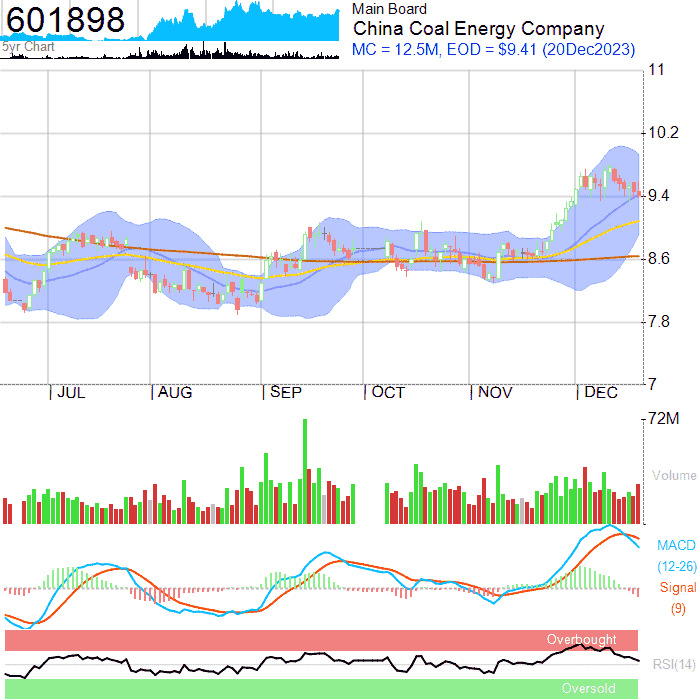 601898
5yr Chart
Main Board
China Coal Energy Company
MC = 12.5M, EOD = $9.41 (20Dec2023)
11
10.2
9.4
8.6
7.8
7
JUL AUG SEP OCT NOV DEC
72M
Volume
MACD
(12-26)
Signal
(9)
Overbought
RSI(14)
Oversold